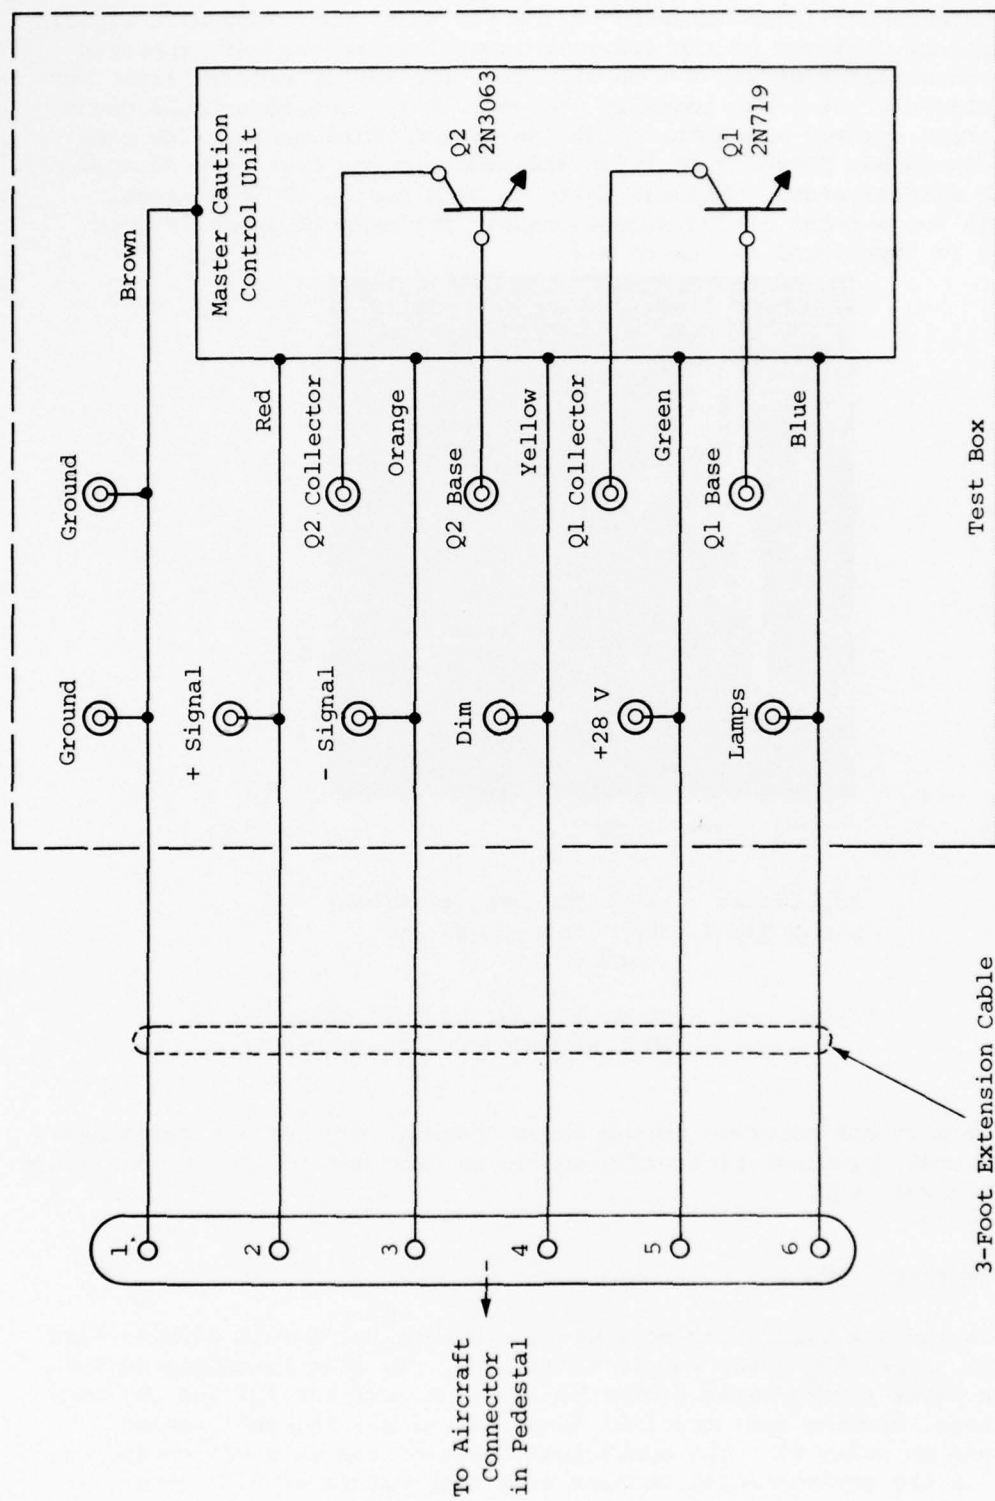 To Aircraft
Connector
in Pedestal
1.
2
3
4
5
6
3-Foot Extension Cable
Ground
+ Signal
- Signal
Dim
+28 V
Lamps
Ground
Q2 Collector
Q2 Base
Q1 Collector
Q1 Base
Brown
Red
Orange
Yellow
Green
Blue
Master Caution
Control Unit
Q2
2N3063
Q1
2N719
Test Box